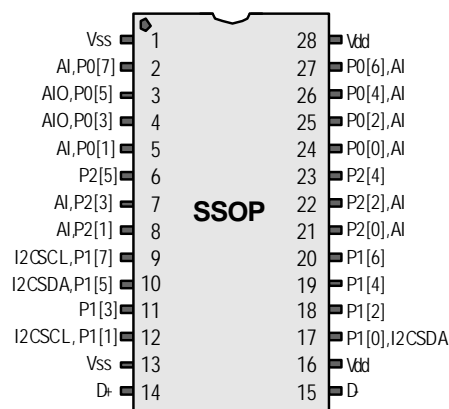 Vss 1 28 Vdd
AI,P0[7] 2 27 P0[6],AI
AIO,P0[5] 3 26 P0[4],AI
AIO,P0[3] 4 25 P0[2],AI
AI,P0[1] 5 24 P0[0],AI
P2[5] 6 23 P2[4]
AI,P2[3] 7 22 P2[2],AI
SSOP
AI,P2[1] 8 21 P2[0],AI
I2CSCL,P1[7] 9 20 P1[6]
I2CSDA,P1[5] 10 19 P1[4]
P1[3] 11 18 P1[2]
I2CSCL, P1[1] 12 17 P1[0],I2CSDA
Vss 13 16 Vdd
D+ 14 15 D-